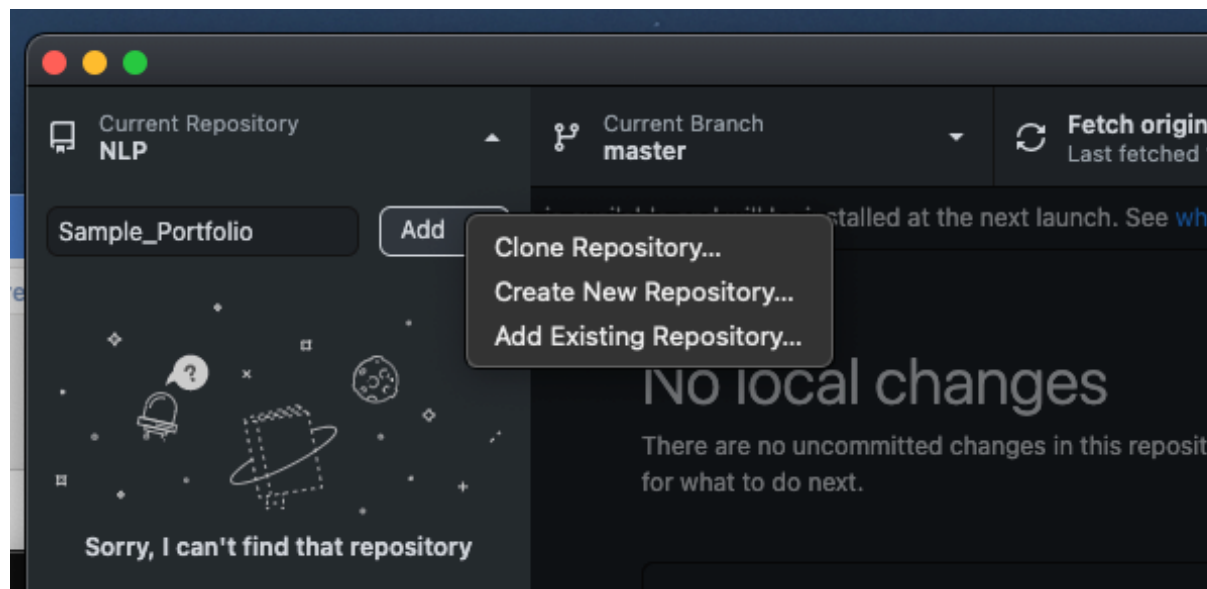 Current Repository
NLP
Current Branch
master
Fetch origin
Last fetched
Sample_Portfolio
Add
stalled at the next launch. See wh
Clone Repository...
Create New Repository...
Add Existing Repository...
No local changes
There are no uncommitted changes in this reposit
for what to do next.
?
Sorry, I can't find that repository